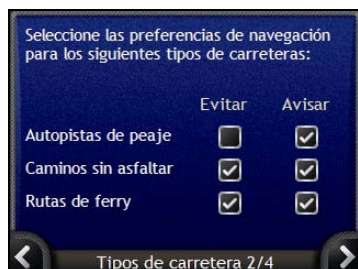 Seleccione las preferencias de navegación
para los siguientes tipos de carreteras:
Evitar Avisar
Autopistas de peaje
Caminos sin asfaltar
Rutas de ferry
Tipos de carretera 2/4